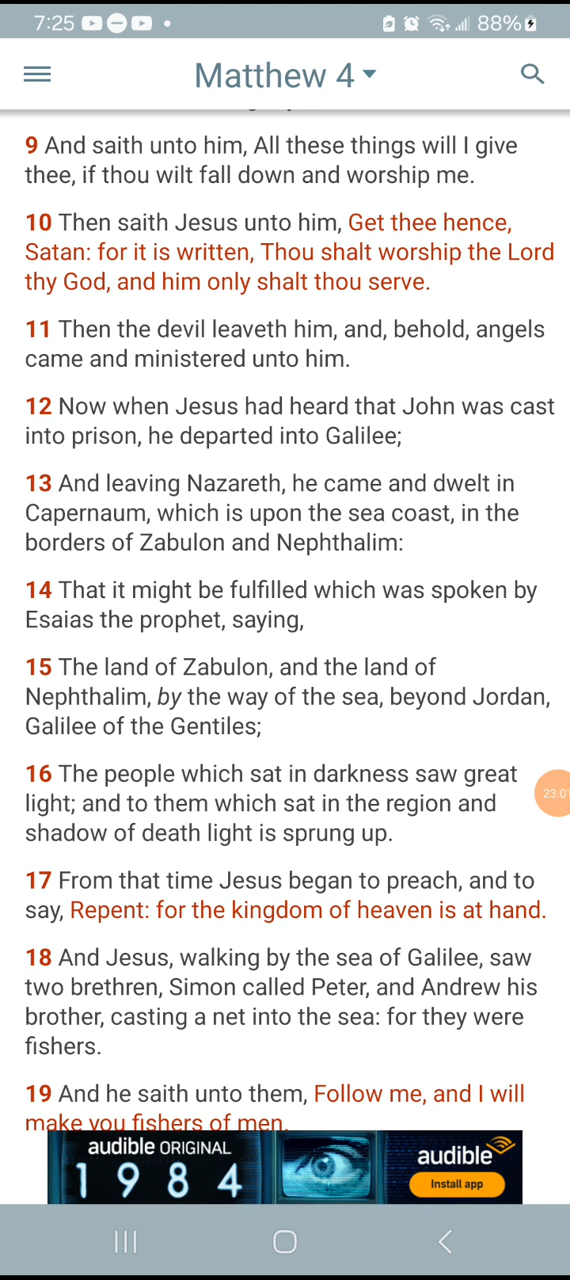 7:25 88%
Matthew 4
9 And saith unto him, All these things will I give
thee, if thou wilt fall down and worship me.
10 Then saith Jesus unto him, Get thee hence,
Satan: for it is written, Thou shalt worship the Lord
thy God, and him only shalt thou serve.
11 Then the devil leaveth him, and, behold, angels
came and ministered unto him.
12 Now when Jesus had heard that John was cast
into prison, he departed into Galilee;
13 And leaving Nazareth, he came and dwelt in
Capernaum, which is upon the sea coast, in the
borders of Zabulon and Nephthalim:
14 That it might be fulfilled which was spoken by
Esaias the prophet, saying,
15 The land of Zabulon, and the land of
Nephthalim, by the way of the sea, beyond Jordan,
Galilee of the Gentiles;
16 The people which sat in darkness saw great
light; and to them which sat in the region and
shadow of death light is sprung up.
23:01
17 From that time Jesus began to preach, and to
say, Repent: for the kingdom of heaven is at hand.
18 And Jesus, walking by the sea of Galilee, saw
two brethren, Simon called Peter, and Andrew his
brother, casting a net into the sea: for they were
fishers.
19 And he saith unto them, Follow me, and I will
make you fishers of men.
audible ORIGINAL
1984
audible
Install app